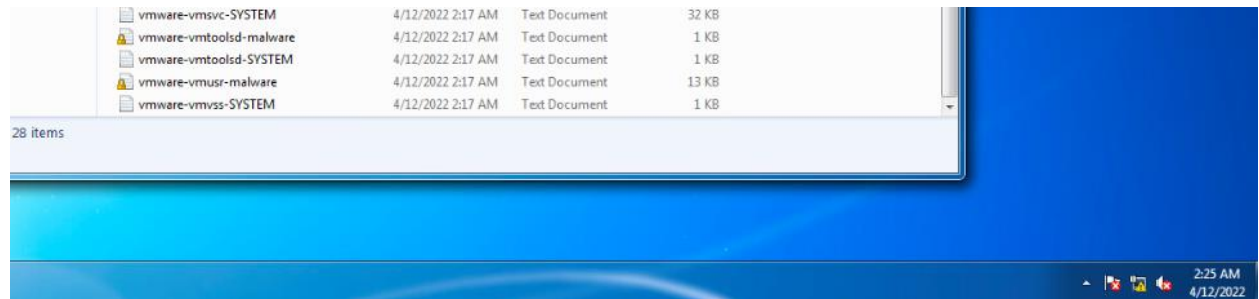 vmware-vmsvc-SYSTEM 4/12/2022 2:17 AM Text Document 32 KB
vmware-vmtoolsd-malware 4/12/2022 2:17 AM Text Document 1 KB
vmware-vmtoolsd-SYSTEM 4/12/2022 2:17 AM Text Document 1 KB
vmware-vmusr-malware 4/12/2022 2:17 AM Text Document 13 KB
vmware-vmvss-SYSTEM 4/12/2022 2:17 AM Text Document 1 KB
28 items
2:25 AM
4/12/2022